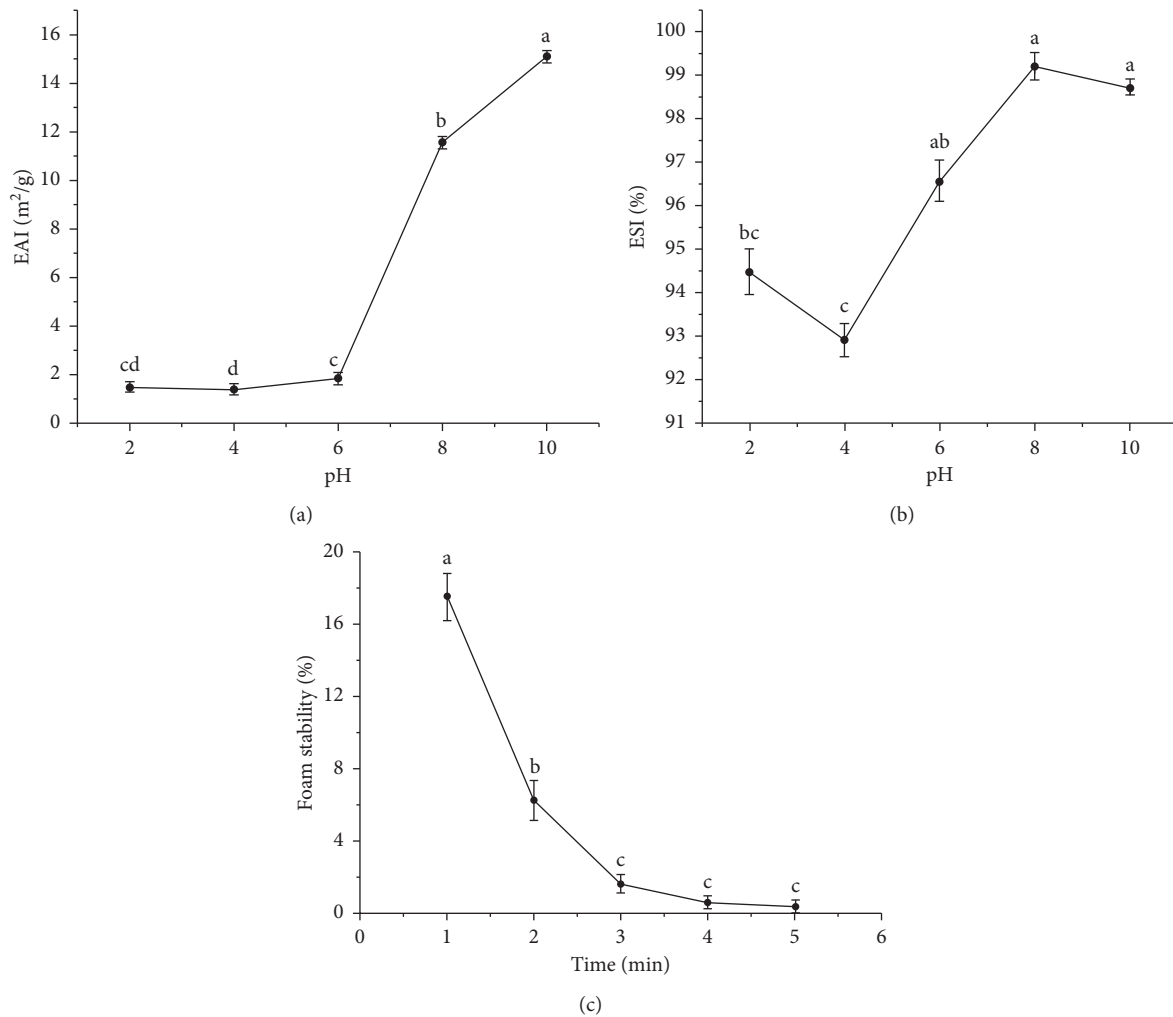 EAI (m²/g)
16
14
12
10
8
6
4
2
0
cd
d
c
b
a
2
4
6
8
10
pH
(a)
ESI (%)
100
99
98
97
96
95
94
93
92
91
bc
c
ab
a
a
2
4
6
8
10
pH
(b)
Foam stability (%)
20
16
12
8
4
0
a
b
c
c
c
0
1
2
3
4
5
6
Time (min)
(c)